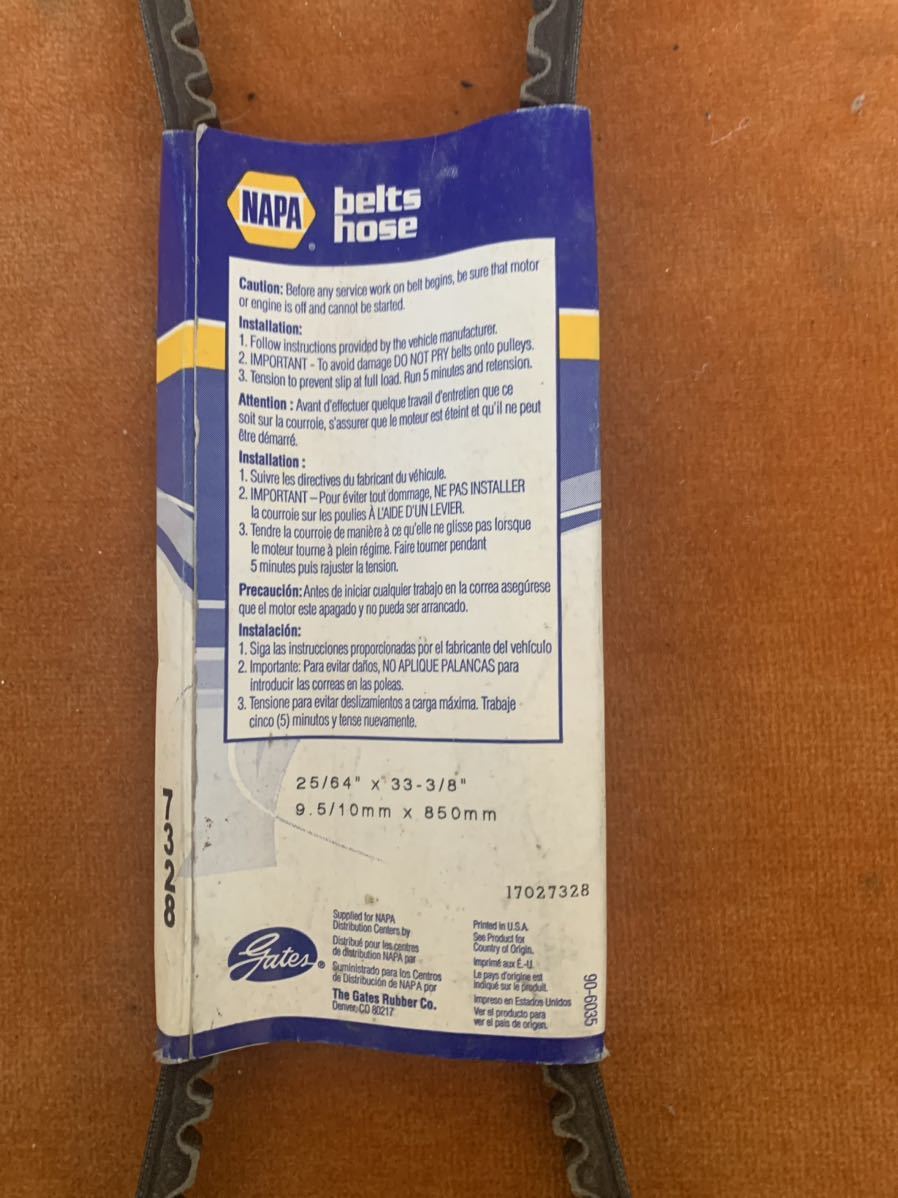 NAPA
belts
hose
Caution: Before any service work on belt begins, be sure that motor
or engine is off and cannot be started.
Installation:
1. Follow instructions provided by the vehicle manufacturer.
2. IMPORTANT - To avoid damage DO NOT PRY belts onto pulleys.
3. Tension to prevent slip at full load. Run 5 minutes and retension.
Attention : Avant d'effectuer quelque travail d'entretien que ce
soit sur la courroie, s'assurer que le moteur est éteint et qu'il ne peut
être démarré.
Installation :
1. Suivre les directives du fabricant du véhicule.
2. IMPORTANT – Pour éviter tout dommage, NE PAS INSTALLER
la courroie sur les poulies À L'AIDE D'UN LEVIER.
3. Tendre la courroie de manière à ce qu'elle ne glisse pas lorsque
le moteur tourne à plein régime. Faire tourner pendant
5 minutes puis rajuster la tension.
Precaución: Antes de iniciar cualquier trabajo en la correa asegúrese
que el motor este apagado y no pueda ser arrancado.
Instalación:
1. Siga las instrucciones proporcionadas por el fabricante del vehículo
2. Importante: Para evitar daños, NO APLIQUE PALANCAS para
introducir las correas en las poleas.
3. Tensione para evitar deslizamientos a carga máxima. Trabaje
cinco (5) minutos y tense nuevamente.
25/64" x 33-3/8"
9.5/10mm x 850mm
7328
17027328
Gates
Supplied for NAPA
Distribution Centers by
Distribué pour les centres
de distribution NAPA par
Suministrado para los Centros
de Distribución de NAPA por
The Gates Rubber Co.
Denver, CO 80217
Printed in U.S.A.
See Product for
Country of Origin.
Imprimé aux É.-U.
Le pays d'origine est
indiqué sur le produit.
Impreso en Estados Unidos
Ver el producto para
ver el país de origen.
90-6035